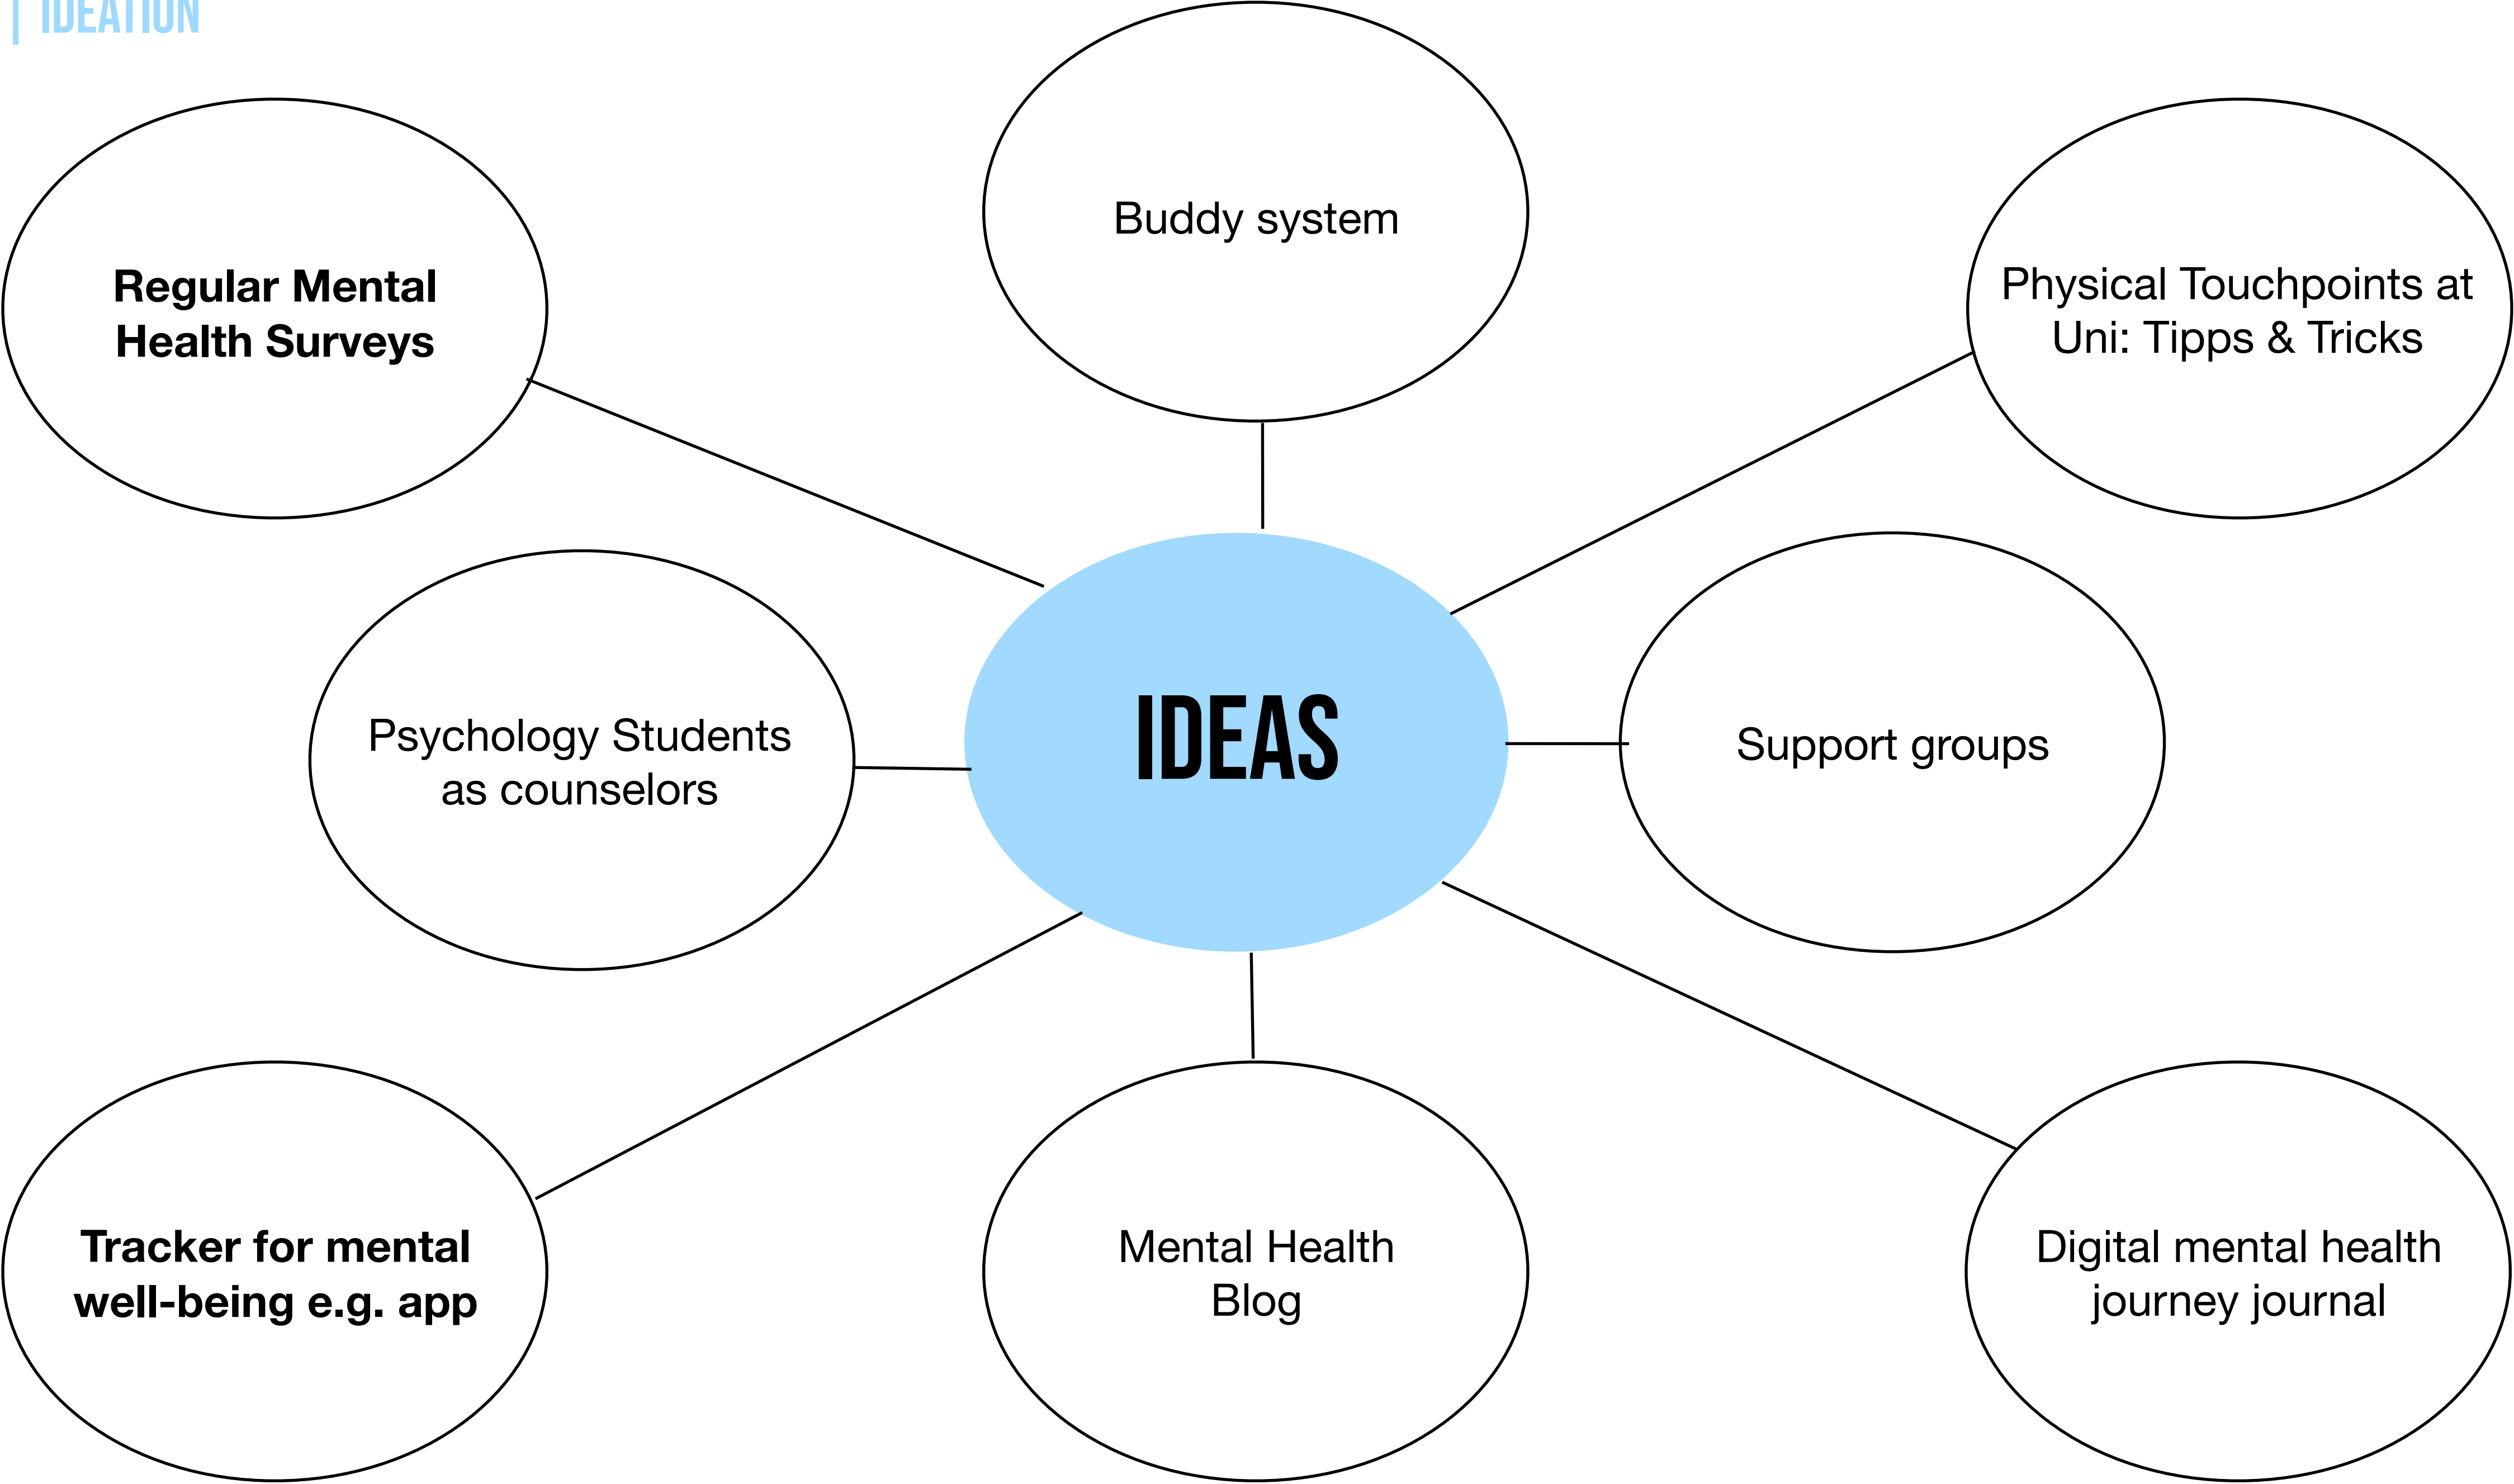 | IDEATION
Buddy system
Regular Mental
Health Surveys
Physical Touchpoints at
Uni: Tipps & Tricks
Psychology Students
as counselors
IDEAS
Support groups
Tracker for mental
well-being e.g. app
Mental Health
Blog
Digital mental health
journey journal